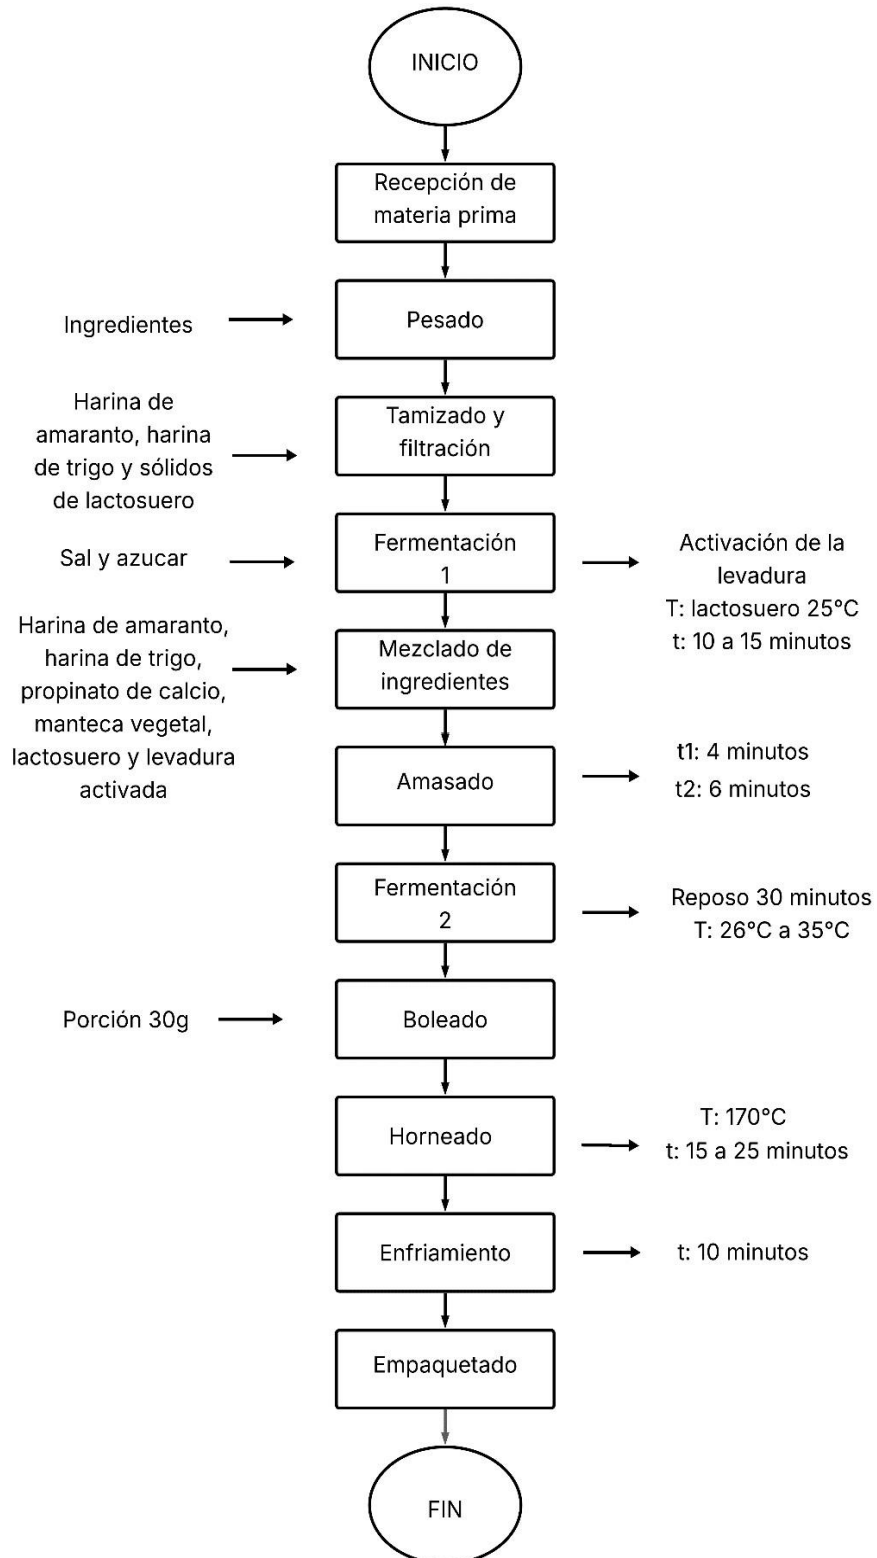 INICIO
Recepción de
materia prima
Ingredientes
Pesado
Harina de
amaranto, harina
de trigo y sólidos
de lactosuero
Tamizado y
filtración
Sal y azucar
Fermentación
1
Activación de la
levadura
T: lactosuero 25°C
t: 10 a 15 minutos
Harina de amaranto,
harina de trigo,
propinato de calcio,
manteca vegetal,
lactosuero y levadura
activada
Mezclado de
ingredientes
Amasado
t1: 4 minutos
t2: 6 minutos
Fermentación
2
Reposo 30 minutos
T: 26°C a 35°C
Porción 30g
Boleado
Horneado
T: 170°C
t: 15 a 25 minutos
Enfriamiento
t: 10 minutos
Empaquetado
FIN